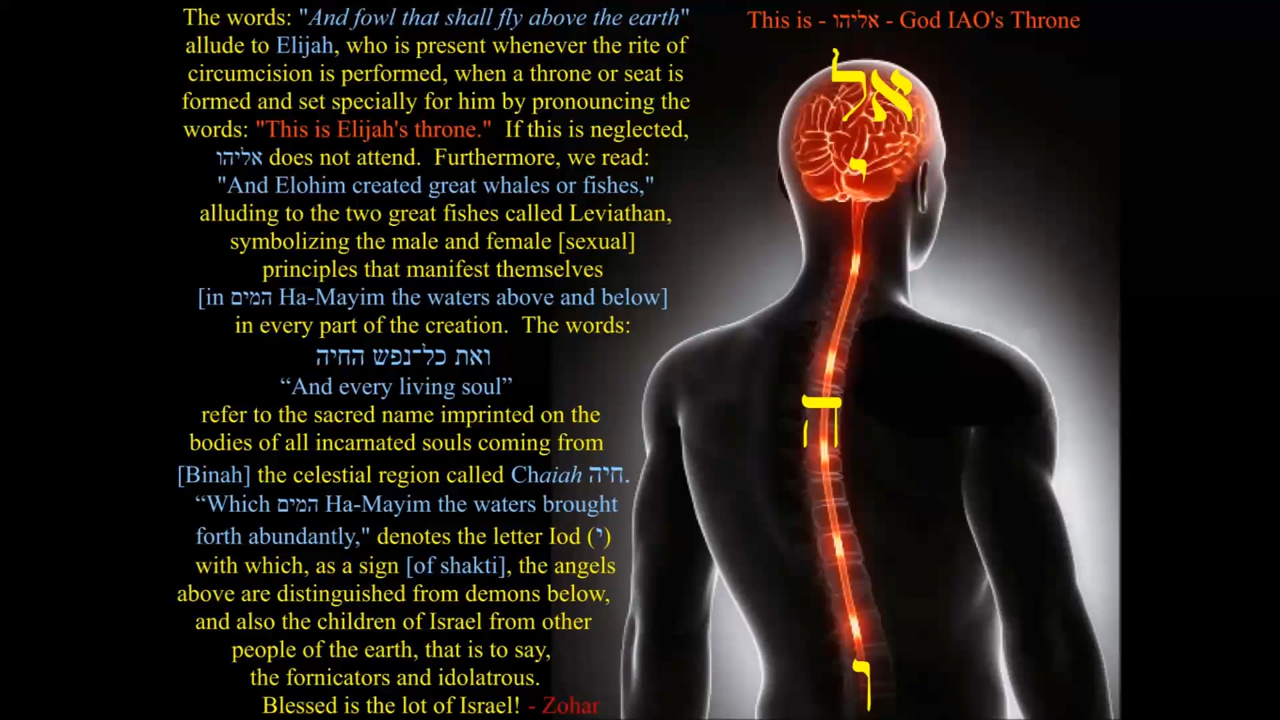 The words: "And fowl that shall fly above the earth"
allude to Elijah, who is present whenever the rite of
circumcision is performed, when a throne or seat is
formed and set specially for him by pronouncing the
words: "This is Elijah's throne."  If this is neglected,
אליהו does not attend.  Furthermore, we read:
"And Elohim created great whales or fishes,"
alluding to the two great fishes called Leviathan,
symbolizing the male and female [sexual]
principles that manifest themselves
[in המים Ha-Mayim the waters above and below]
in every part of the creation.  The words:
ואת כל־נפש החיה
“And every living soul”
refer to the sacred name imprinted on the
bodies of all incarnated souls coming from
[Binah] the celestial region called Chaiah חיה.
“Which המים Ha-Mayim the waters brought
forth abundantly," denotes the letter Iod (י)
with which, as a sign [of shakti], the angels
above are distinguished from demons below,
and also the children of Israel from other
people of the earth, that is to say,
the fornicators and idolatrous.
Blessed is the lot of Israel! - Zohar
This is - אליהו - God IAO's Throne
אל
י
ה
ו